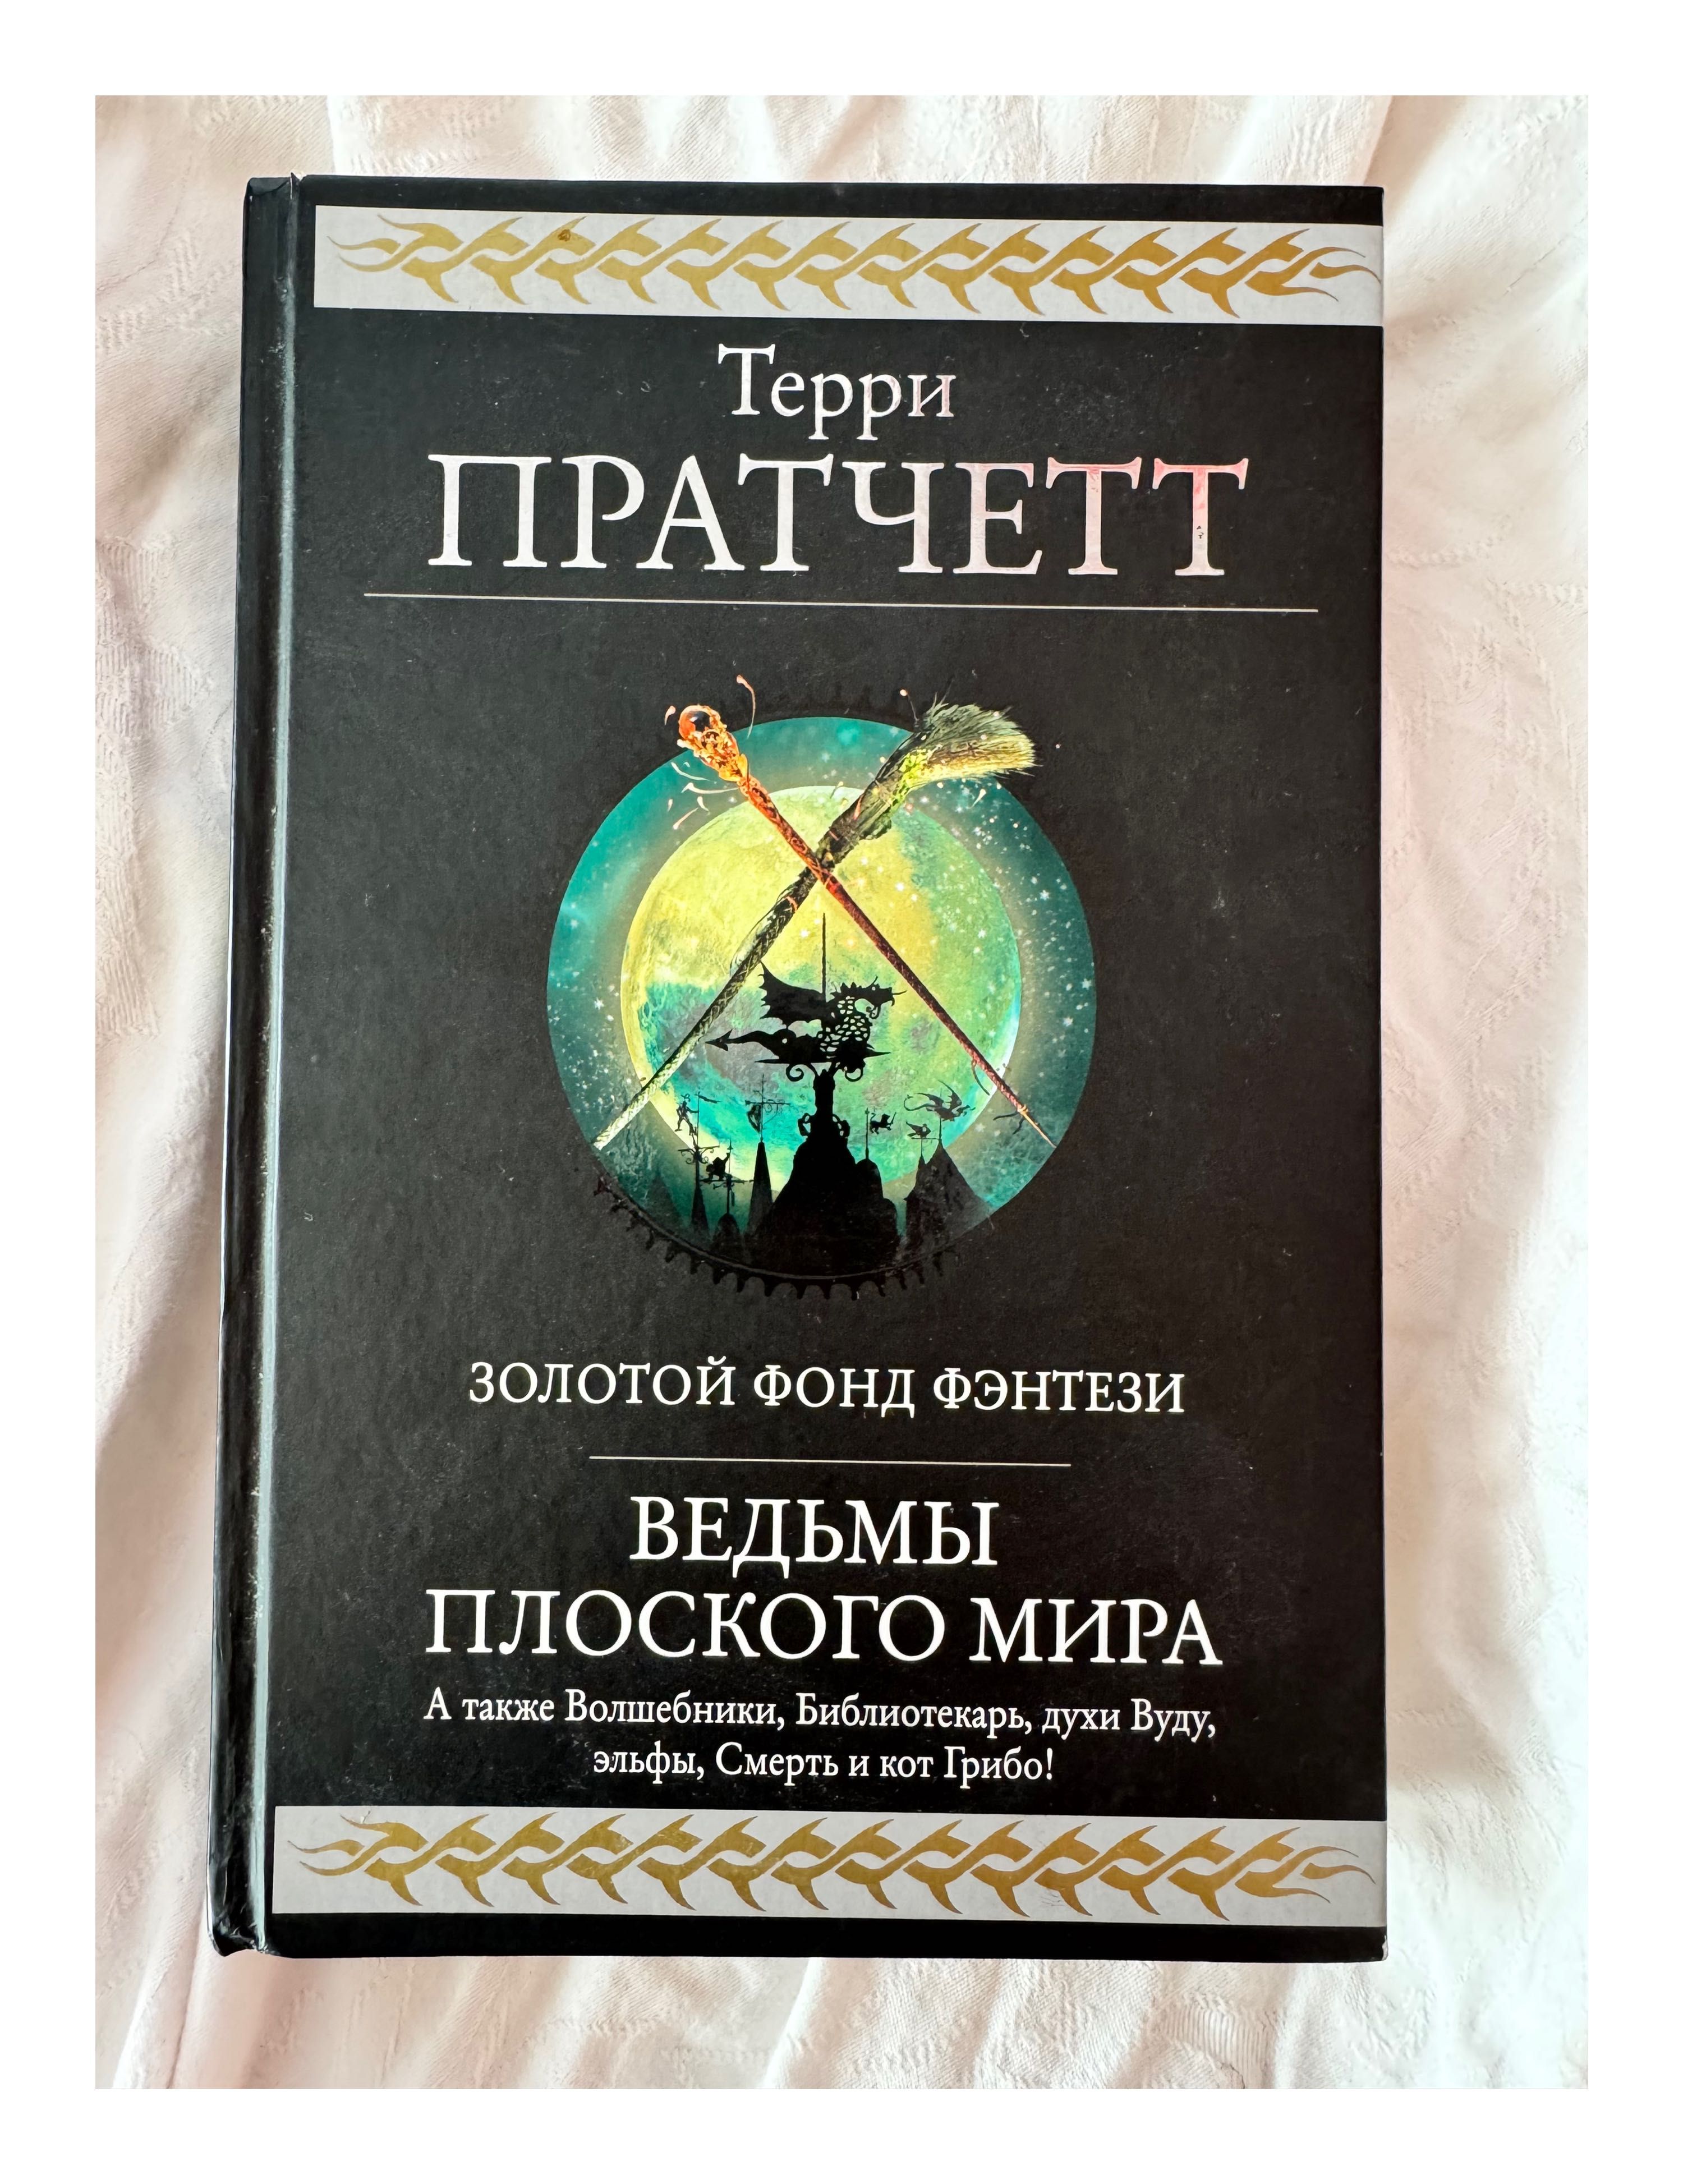 Терри
ПРАТЧЕТТ
ЗОЛОТОЙ ФОНД ФЭНТЕЗИ
ВЕДЬМЫ
ПЛОСКОГО МИРА
А также Волшебники, Библиотекарь, духи Вуду,
эльфы, Смерть и кот Грибо!